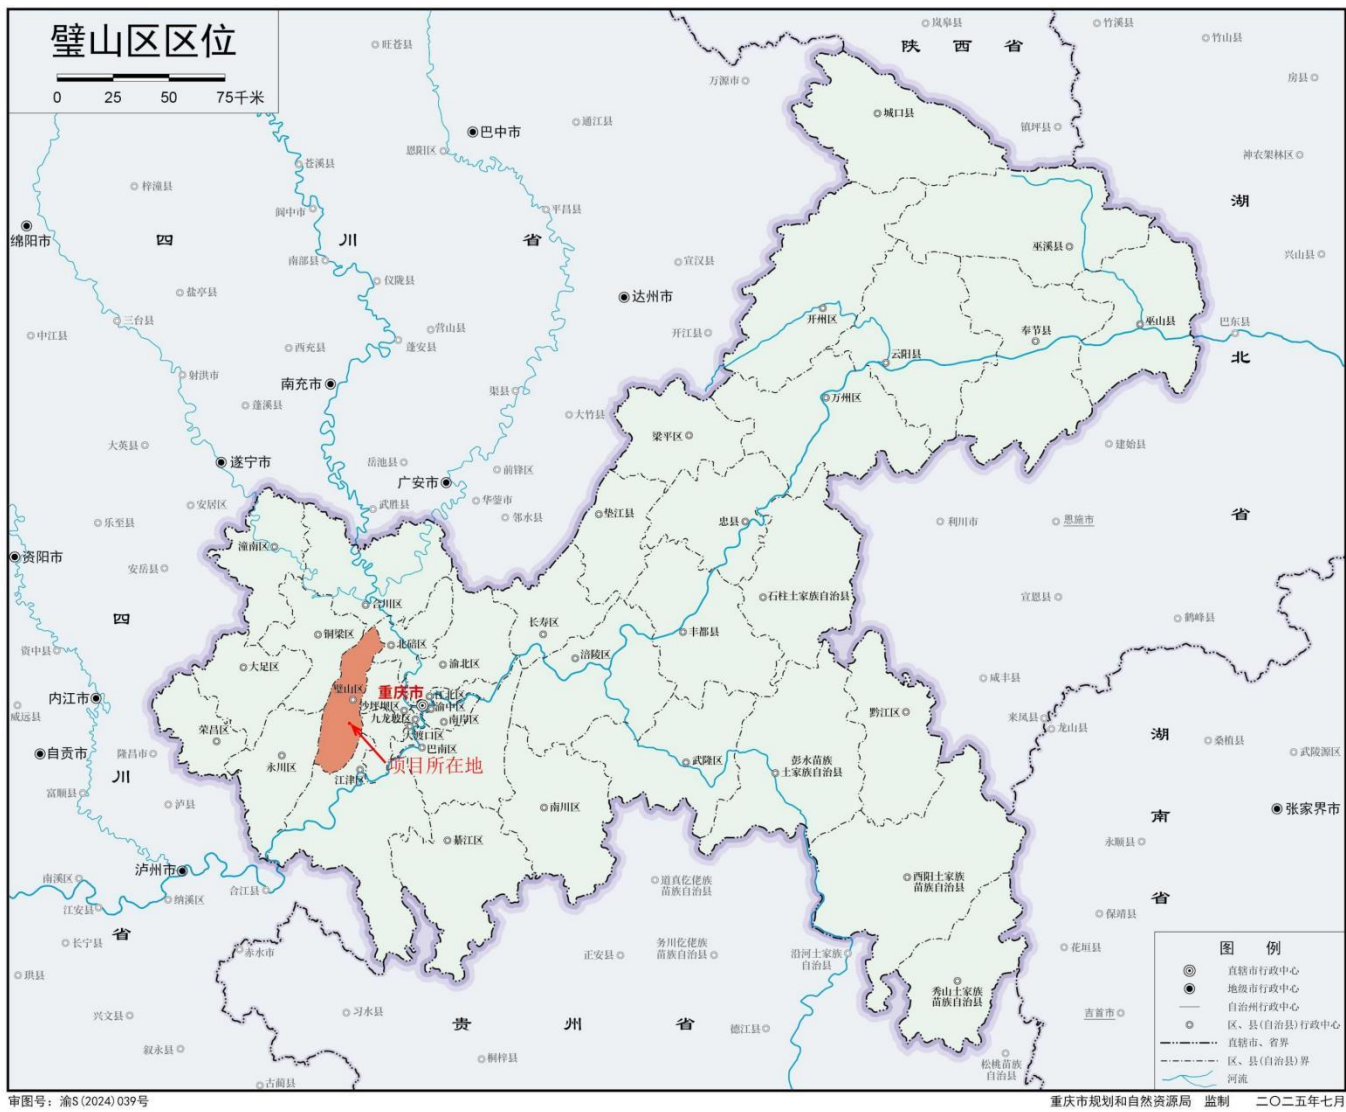 璧山区区位
0 25 50 75千米
陕 西 省
岚皋县
竹溪县
竹山县
旺苍县
万源市
房县
城口县
通江县
镇坪县
巴中市
恩阳区
神农架林区
苍溪县
梓潼县
阆中市
平昌县
湖
绵阳市
四 川 省
巫溪县
兴山县
南部县
宣汉县
仪陇县
盐亭县
达州市
三台县
开州区
奉节县
巫山县
巴东县
中江县
营山县
开江县
西充县
蓬安县
云阳县
北
射洪市
南充市
渠县
万州区
蓬溪县
大竹县
梁平区
大英县
建始县
遂宁市
岳池县
前锋区
广安市
安居区
武胜县
华蓥市
邻水县
垫江县
忠县
利川市
恩施市
省
乐至县
潼南区
资阳市
安岳县
石柱土家族自治县
宣恩县
合川区
鹤峰县
四
铜梁区
长寿区
丰都县
北碚区
资中县
大足区
渝北区
涪陵区
咸丰县
内江市
璧山区
重庆市
江北区
威远县
沙坪坝区
渝中区
黔江区
来凤县
九龙坡区
南岸区
龙山县
湖
荣昌区
大渡口区
桑植县
武陵源区
自贡市
隆昌市
永川区
巴南区
项目所在地
武隆区
彭水苗族
土家族自治县
川
江津区
富顺县
泸县
南川区
张家界市
南
綦江区
永顺县
泸州市
南溪区
合江县
道真仡佬族
苗族自治县
酉阳土家族
苗族自治县
江安县
纳溪区
省
保靖县
省
长宁县
赤水市
正安县
务川仡佬族
苗族自治县
沿河土家族
自治县
花垣县
珙县
秀山土家族
苗族自治县
兴文县
习水县
贵 州 省
德江县
吉首市
叙永县
桐梓县
松桃苗族
自治县
古蔺县
图 例
直辖市行政中心
地级市行政中心
自治州行政中心
区、县(自治县)行政中心
直辖市、省界
区、县(自治县)界
河流
审图号：渝S(2024)039号
重庆市规划和自然资源局 监制 二〇二五年七月